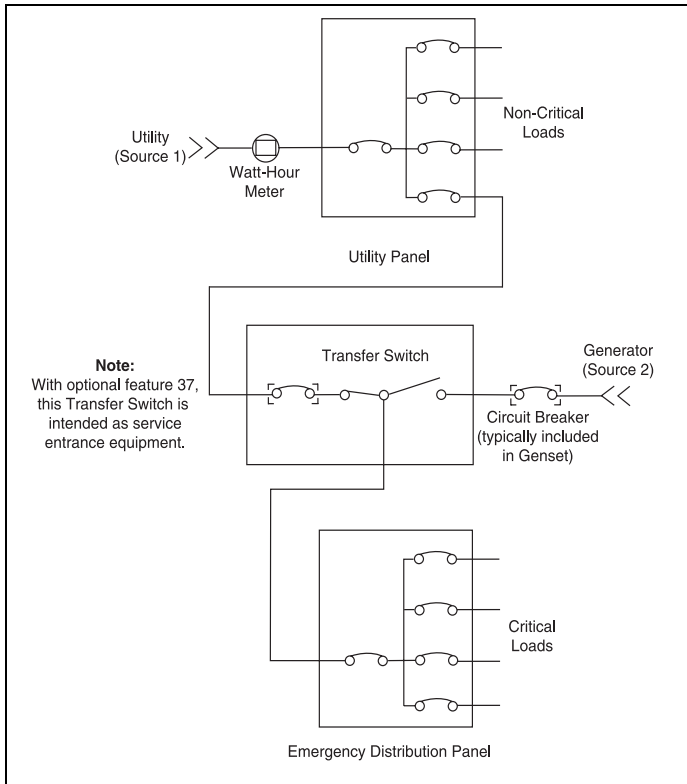 Utility
(Source 1)
Watt-Hour
Meter
Non-Critical
Loads
Utility Panel
Note:
With optional feature 37,
this Transfer Switch is
intended as service
entrance equipment.
Transfer Switch
Generator
(Source 2)
Circuit Breaker
(typically included
in Genset)
Critical
Loads
Emergency Distribution Panel